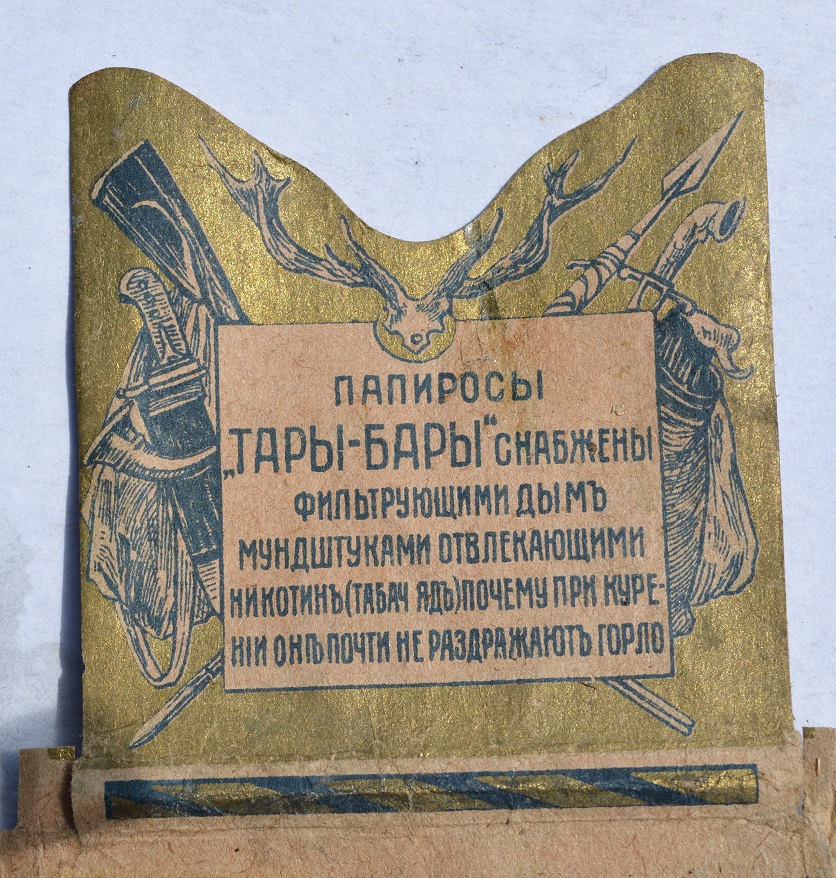 ПАПИРОСЫ
„ТАРЫ-БАРЫ“ СНАБЖЕНЫ
ФИЛЬТРУЮЩИМИ ДЫМЪ
МУНДШТУКАМИ ОТВЛЕКАЮЩИМИ
НИКОТИНЪ (ТАБАЧ ЯДЪ) ПОЧЕМУ ПРИ КУРЕ-
НІИ ОНѢ ПОЧТИ НЕ РАЗДРАЖАЮТЪ ГОРЛО